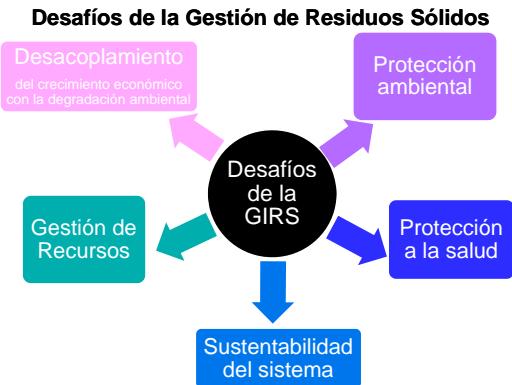 Desafíos de la Gestión de Residuos Sólidos
Desacoplamiento
del crecimiento económico
con la degradación ambiental
Protección
ambiental
Desafíos
de la
GIRS
Gestión de
Recursos
Protección
a la salud
Sustentabilidad
del sistema